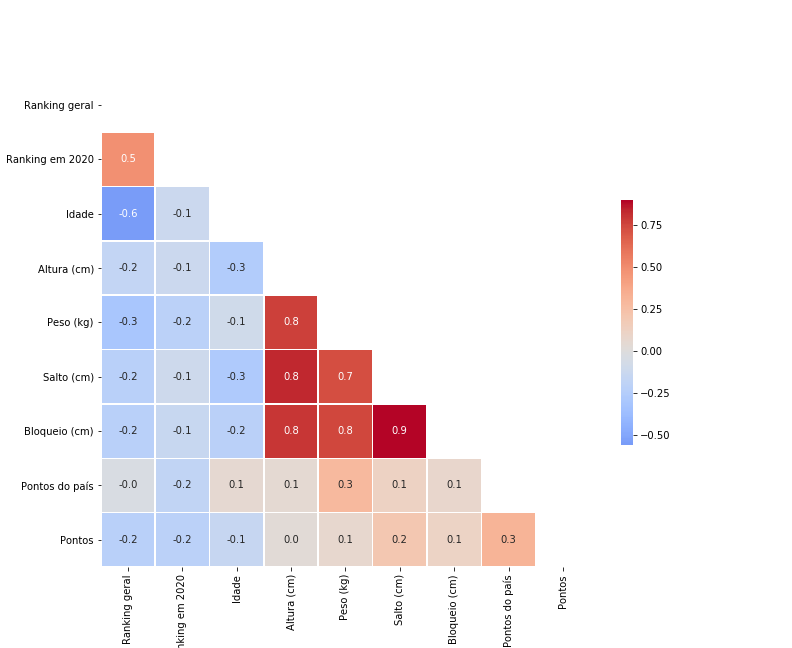 Ranking geral
Ranking em 2020 0.5
Idade -0.6 -0.1
Altura (cm) -0.2 -0.1 -0.3
Peso (kg) -0.3 -0.2 -0.1 0.8
Salto (cm) -0.2 -0.1 -0.3 0.8 0.7
Bloqueio (cm) -0.2 -0.1 -0.2 0.8 0.8 0.9
Pontos do país -0.0 -0.2 0.1 0.1 0.3 0.1 0.1
Pontos -0.2 -0.2 -0.1 0.0 0.1 0.2 0.1 0.3
Ranking geral
nking em 2020
Idade
Altura (cm)
Peso (kg)
Salto (cm)
Bloqueio (cm)
Pontos do país
Pontos
0.75
0.50
0.25
0.00
−0.25
−0.50